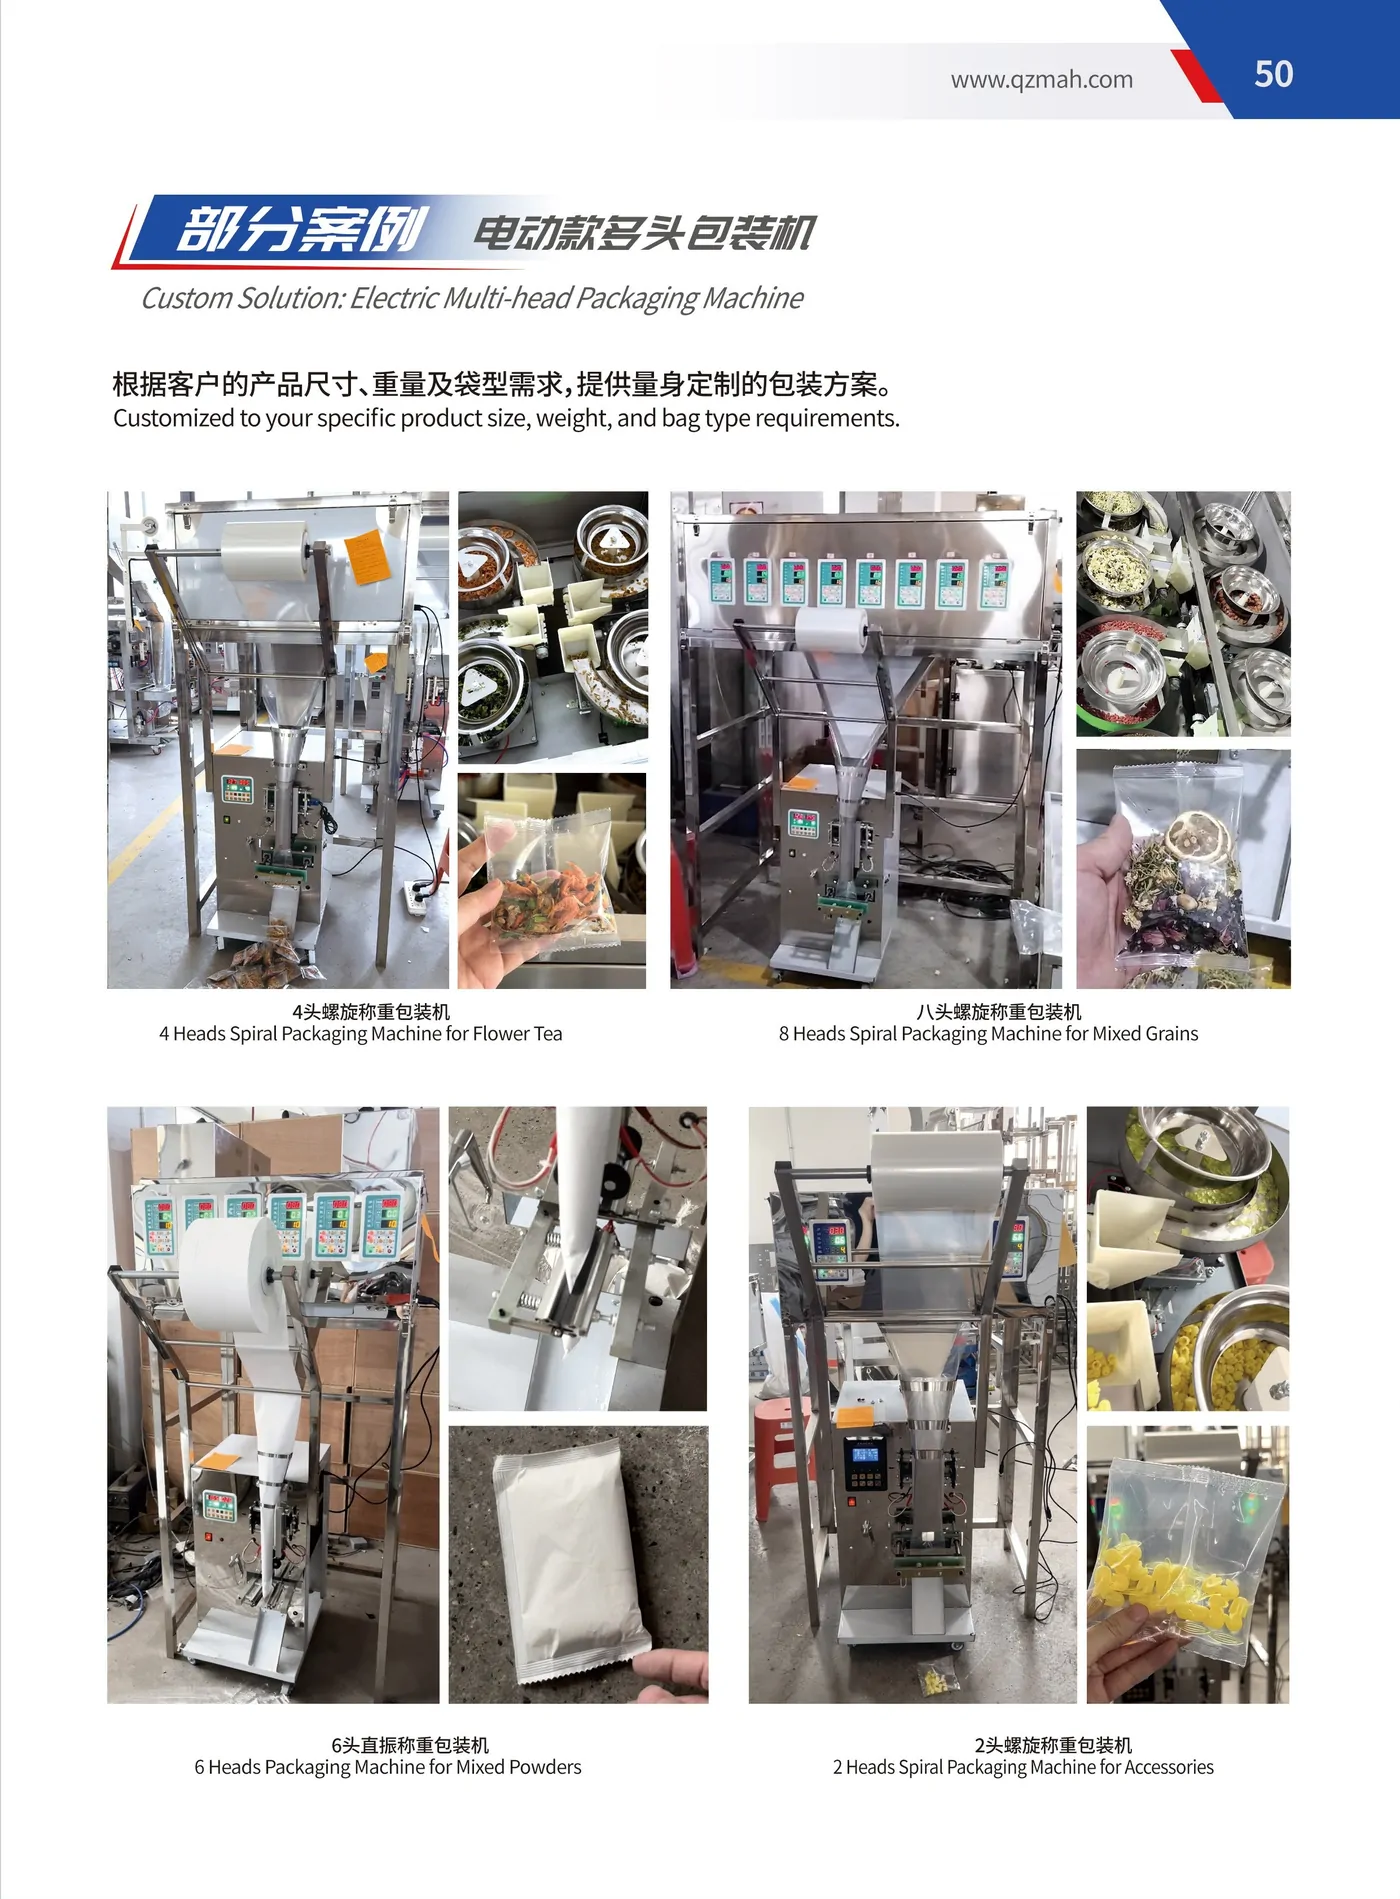 www.qzmah.com
50
部分案例 电动款多头包装机
Custom Solution: Electric Multi-head Packaging Machine
根据客户的产品尺寸、重量及袋型需求，提供量身定制的包装方案。
Customized to your specific product size, weight, and bag type requirements.
4头螺旋称重包装机
4 Heads Spiral Packaging Machine for Flower Tea
八头螺旋称重包装机
8 Heads Spiral Packaging Machine for Mixed Grains
6头直振称重包装机
6 Heads Packaging Machine for Mixed Powders
2头螺旋称重包装机
2 Heads Spiral Packaging Machine for Accessories